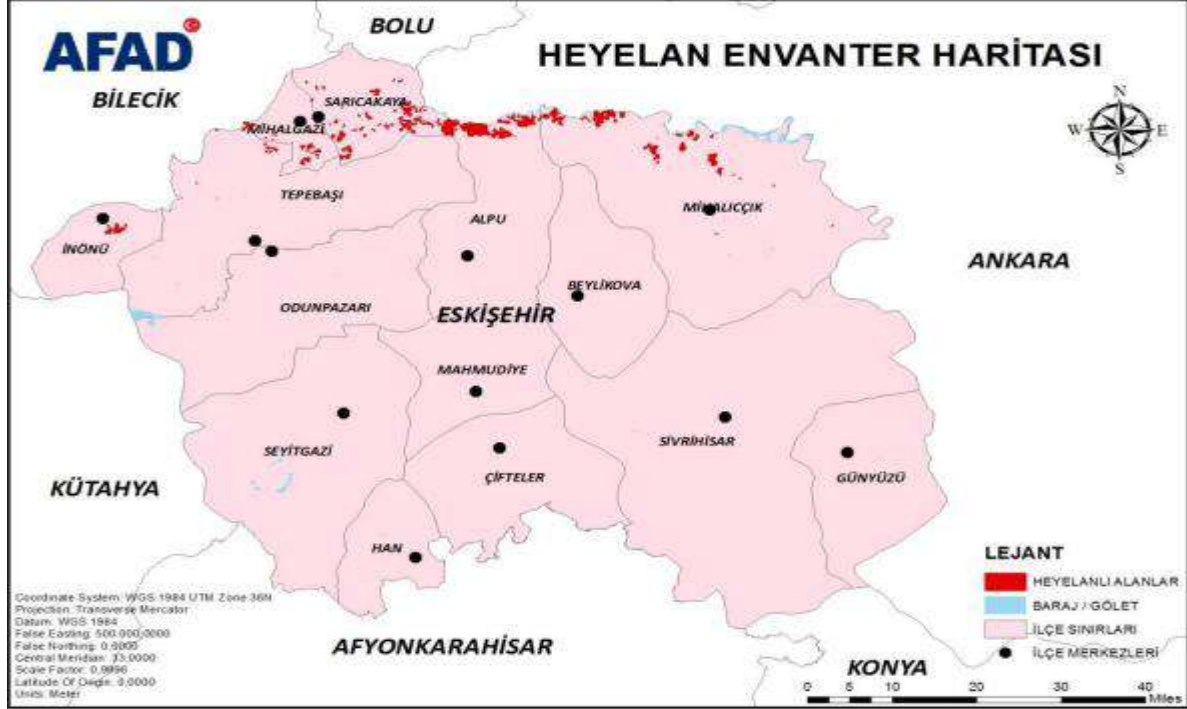 AFAD
BOLU
HEYELAN ENVANTER HARİTASI
BİLECİK
SARICAKAYA
MİHALGAZİ
N
W E
S
TEPEBAŞI
ALPU
MİHALIÇÇIK
İNÖNÜ
ANKARA
BEYLİKOVA
ODUNPAZARI
ESKİŞEHİR
MAHMUDİYE
SEYİTGAZİ
SİVRİHİSAR
KÜTAHYA
ÇİFTELER
GÜNYÜZÜ
HAN
LEJANT
HEYELANLI ALANLAR
BARAJ / GÖLET
İLÇE SINIRLARI
İLÇE MERKEZLERİ
Coordinate System: WGS 1984 UTM Zone 36N
Projection: Transverse Mercator
Datum: WGS 1984
False Easting: 500.000,0000
False Northing: 0,0000
Central Meridian: 33,0000
Scale Factor: 0,9996
Latitude Of Origin: 0,0000
Units: Meter
AFYONKARAHİSAR
KONYA
0 5 10 20 30 40
Miles